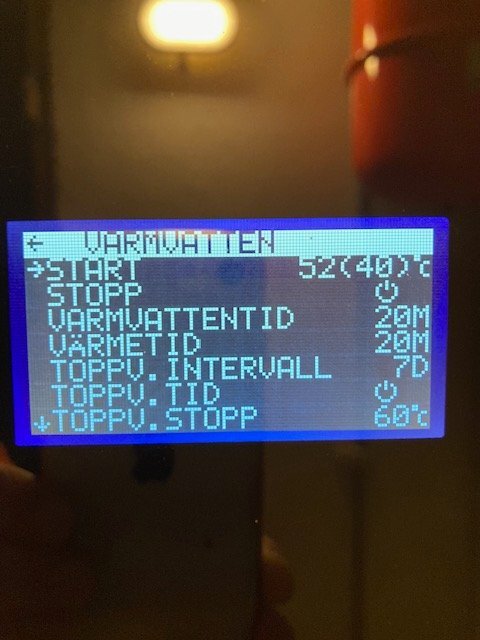 ← VARMVATTEN
→START 52(40)℃
STOPP ⏻
VARMVATTENTID 20M
VÄRMETID 20M
TOPPV.INTERVALL 7D
TOPPV.TID ⏻
↓TOPPV.STOPP 60℃